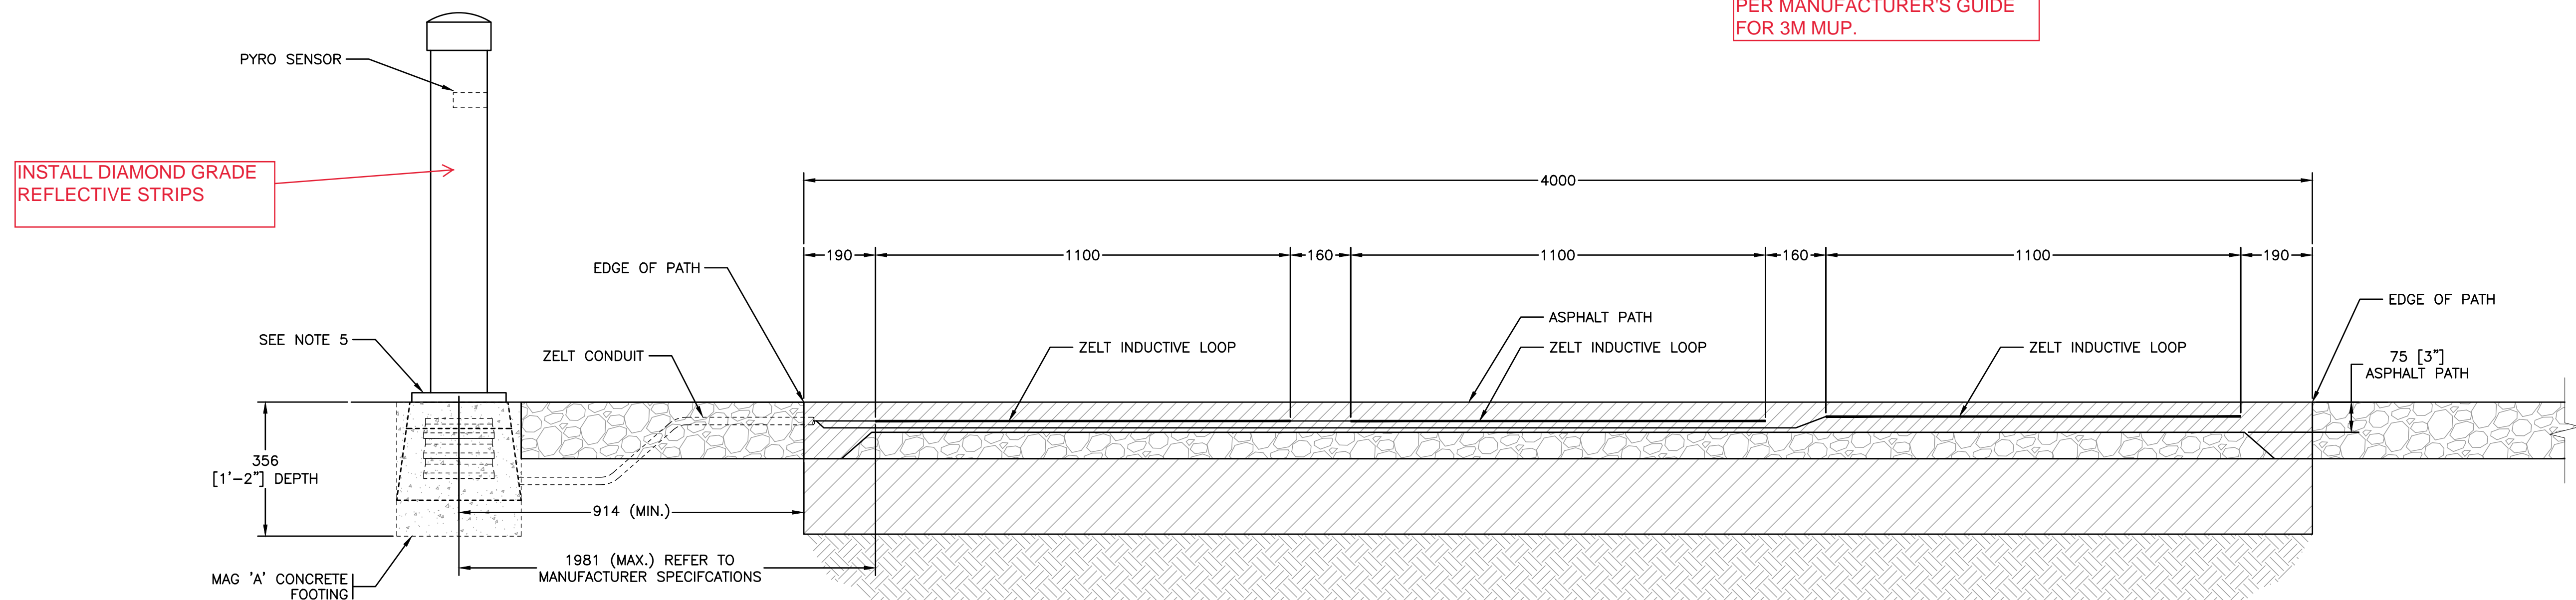 PER MANUFACTURER'S GUIDE
FOR 3M MUP.
PYRO SENSOR
INSTALL DIAMOND GRADE
REFLECTIVE STRIPS
4000
190
1100
160
1100
160
1100
190
EDGE OF PATH
EDGE OF PATH
ASPHALT PATH
SEE NOTE 5
ZELT CONDUIT
ZELT INDUCTIVE LOOP
ZELT INDUCTIVE LOOP
ZELT INDUCTIVE LOOP
75 [3"]
ASPHALT PATH
356
[1'-2"] DEPTH
914 (MIN.)
1981 (MAX.) REFER TO
MANUFACTURER SPECIFCATIONS
MAG 'A' CONCRETE
FOOTING